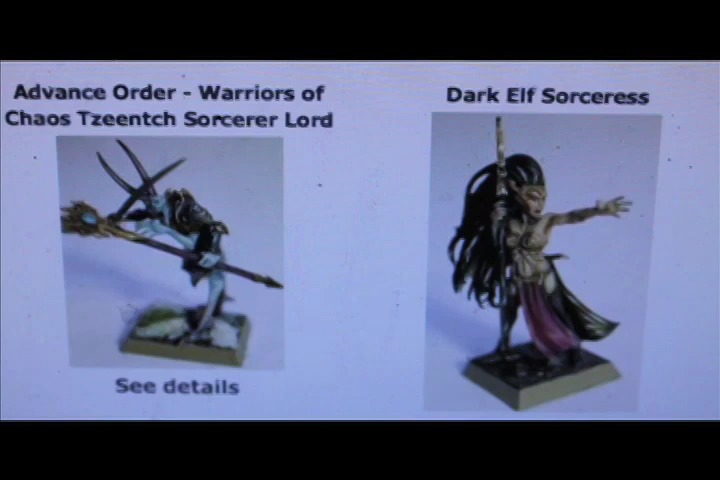 Advance Order - Warriors of
Chaos Tzeentch Sorcerer Lord
See details
Dark Elf Sorceress